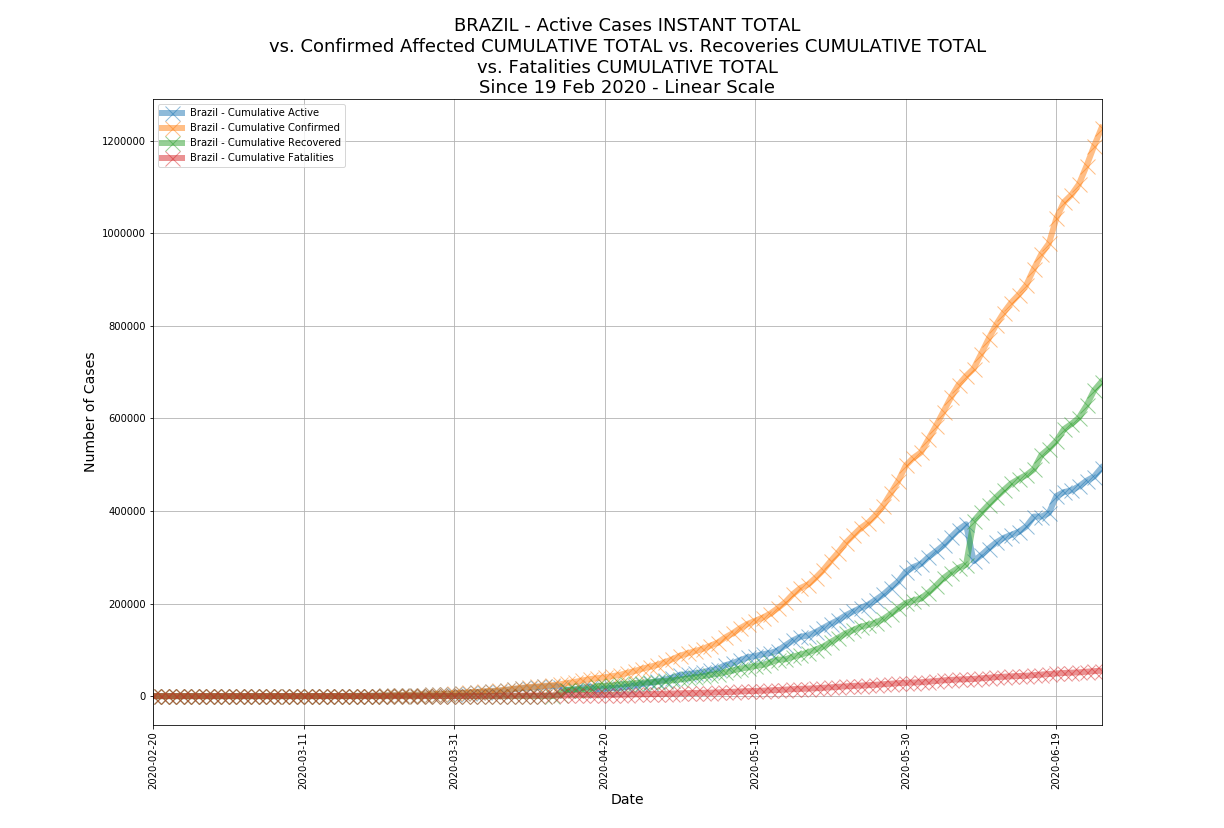 BRAZIL - Active Cases INSTANT TOTAL
vs. Confirmed Affected CUMULATIVE TOTAL vs. Recoveries CUMULATIVE TOTAL
vs. Fatalities CUMULATIVE TOTAL
Since 19 Feb 2020 - Linear Scale
Brazil - Cumulative Active
Brazil - Cumulative Confirmed
Brazil - Cumulative Recovered
Brazil - Cumulative Fatalities
Number of Cases
1200000
1000000
800000
600000
400000
200000
0
2020-02-20
2020-03-11
2020-03-31
2020-04-20
2020-05-10
2020-05-30
2020-06-19
Date